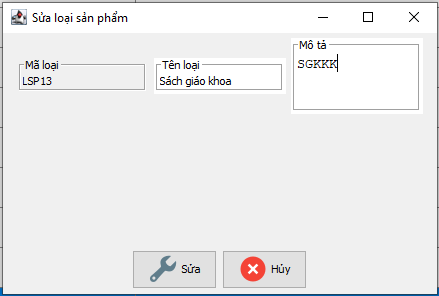 Sửa loại sản phẩm
Mã loại
LSP13
Tên loại
Sách giáo khoa
Mô tả
SGKKK
Sửa
Hủy